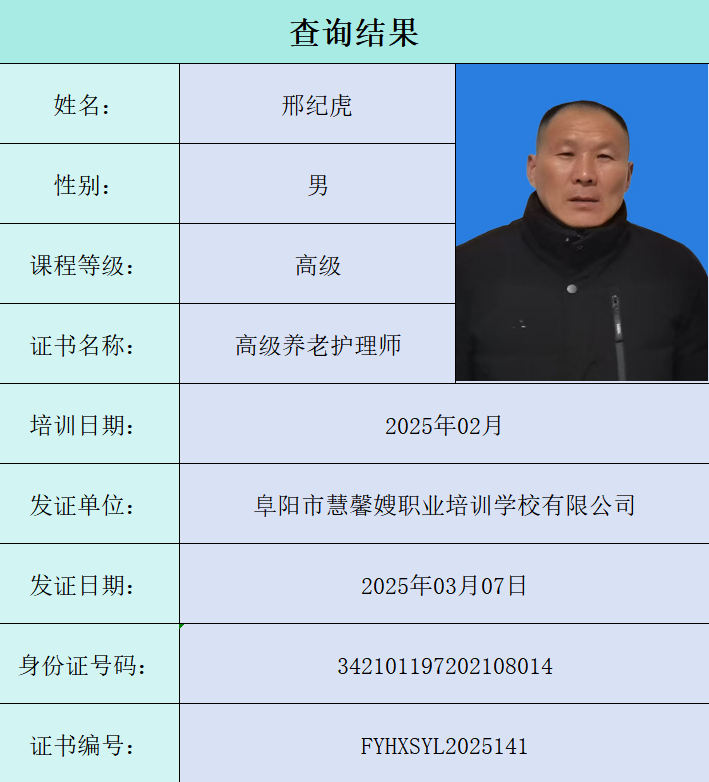 查询结果
姓名： 邢纪虎
性别： 男
课程等级： 高级
证书名称： 高级养老护理师
培训日期： 2025年02月
发证单位： 阜阳市慧馨嫂职业培训学校有限公司
发证日期： 2025年03月07日
身份证号码： 342101197202108014
证书编号： FYHXSYL2025141